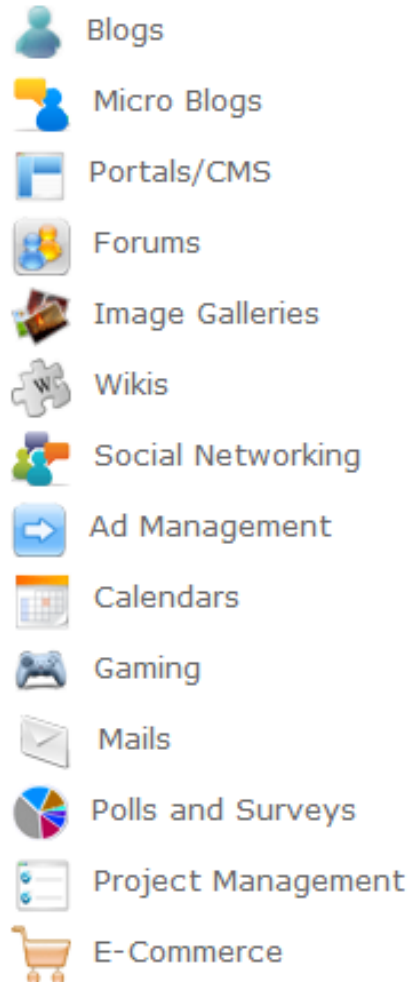 Blogs
Micro Blogs
Portals/CMS
Forums
Image Galleries
W
Wikis
Social Networking
Ad Management
Calendars
Gaming
Mails
Polls and Surveys
Project Management
E-Commerce